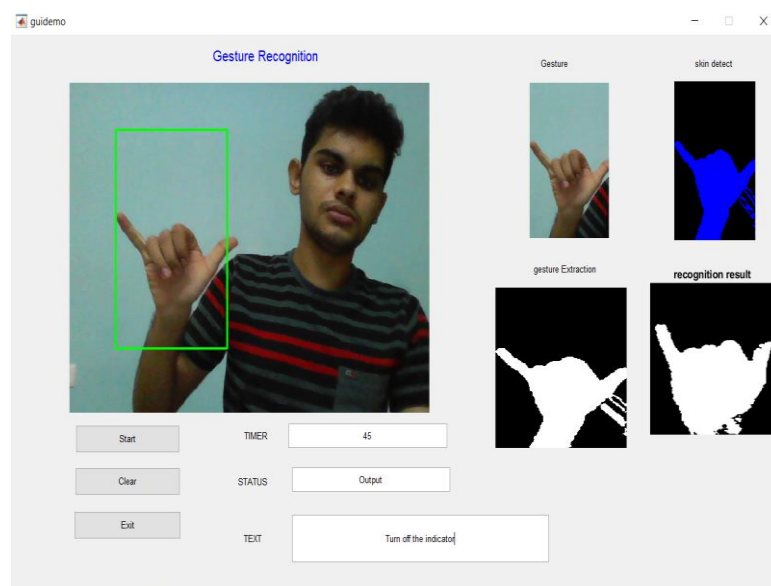 guidemo
Gesture Recognition
Gesture
skin detect
gesture Extraction
recognition result
Start
TIMER
45
Clear
STATUS
Output
Exit
TEXT
Turn off the indicator